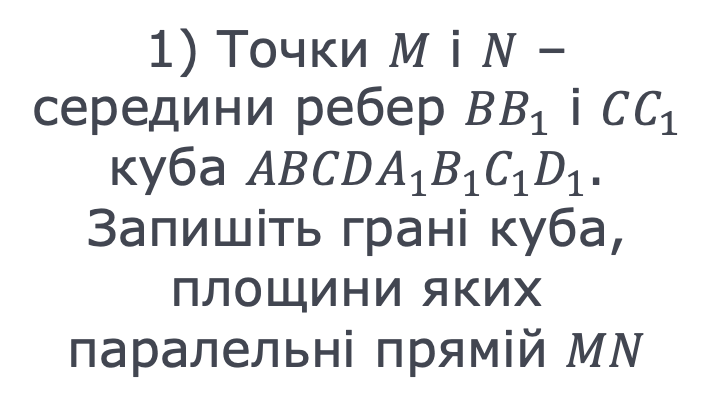 1) Точки M і N –
середини ребер BB₁ і CC₁
куба ABCDA₁B₁C₁D₁.
Запишіть грані куба,
площини яких
паралельні прямій MN